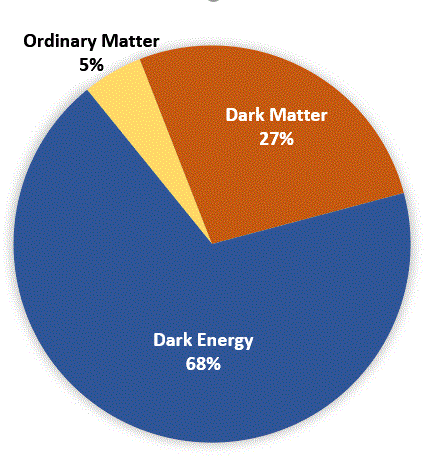 Ordinary Matter
5%
Dark Matter
27%
Dark Energy
68%